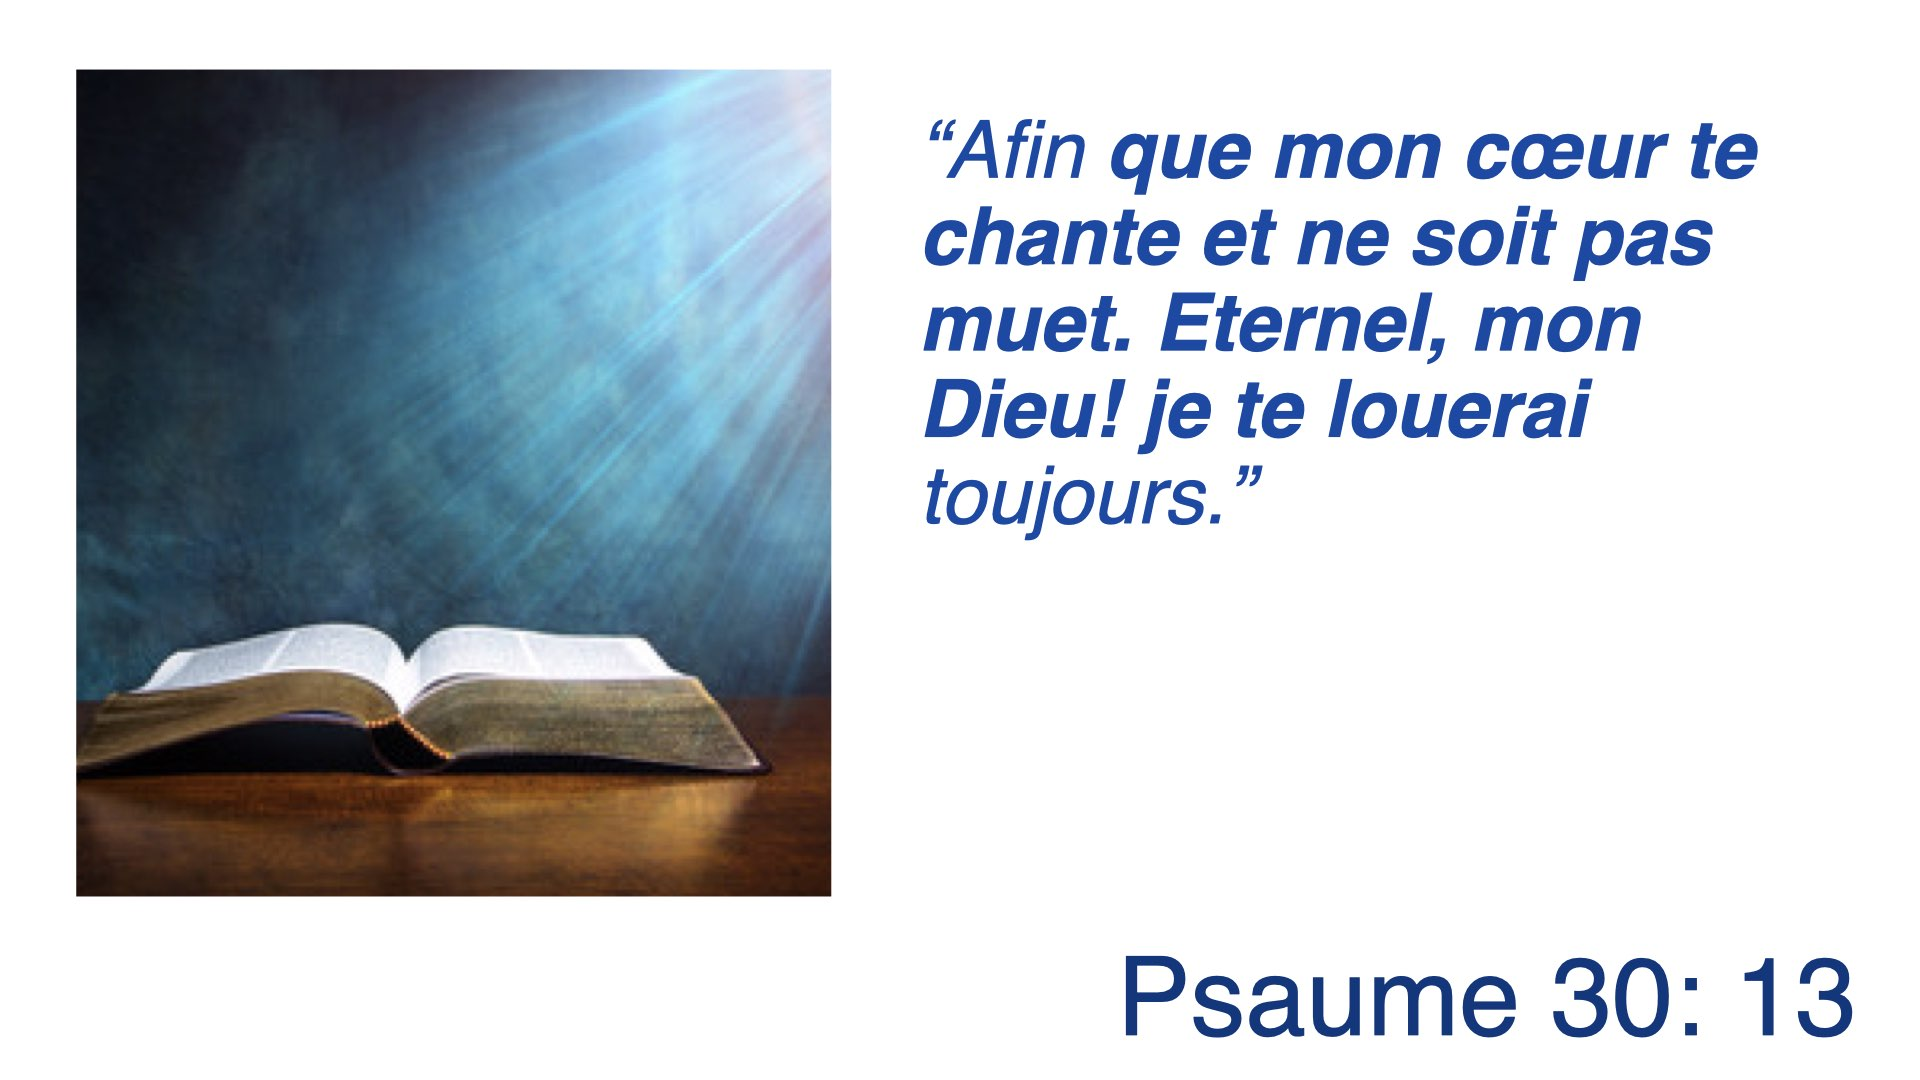 “Afin que mon cœur te
chante et ne soit pas
muet. Eternel, mon
Dieu! je te louerai
toujours.”
Psaume 30: 13